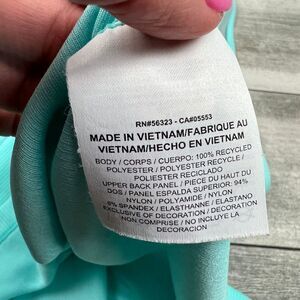 RN#56323 - CA#05553
MADE IN VIETNAM/FABRIQUE AU
VIETNAM/HECHO EN VIETNAM
BODY / CORPS / CUERPO: 100% RECYCLED
POLYESTER / POLYESTER RECYCLE /
POLIESTER RECICLADO
UPPER BACK PANEL / PIECE DU HAUT DU
DOS / PANEL ESPALDA SUPERIOR: 94%
NYLON / POLYAMIDE / NYLON
6% SPANDEX / ELASTHANNE / ELASTANO
EXCLUSIVE OF DECORATION / DECORATION
NON COMPRISE / NO INCLUYE LA
DECORACION